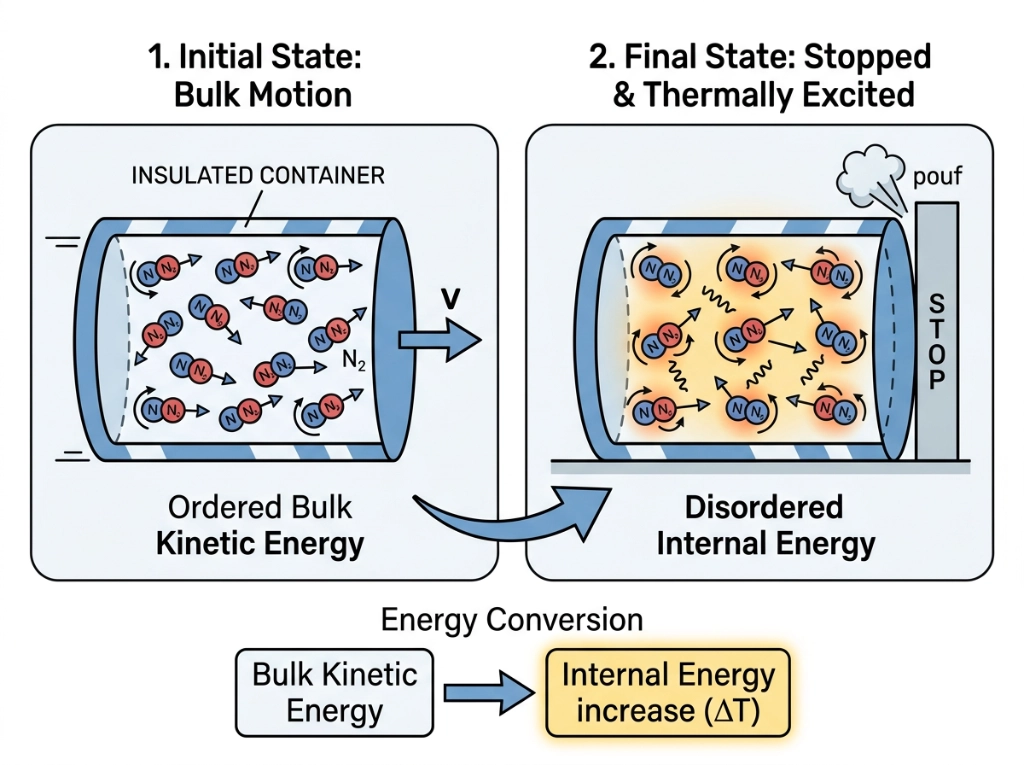 1. Initial State:
Bulk Motion
2. Final State: Stopped
& Thermally Excited
INSULATED CONTAINER
V
N₂
Ordered Bulk
Kinetic Energy
pouf
STOP
Disordered
Internal Energy
Energy Conversion
Bulk Kinetic
Energy
Internal Energy
increase (ΔT)